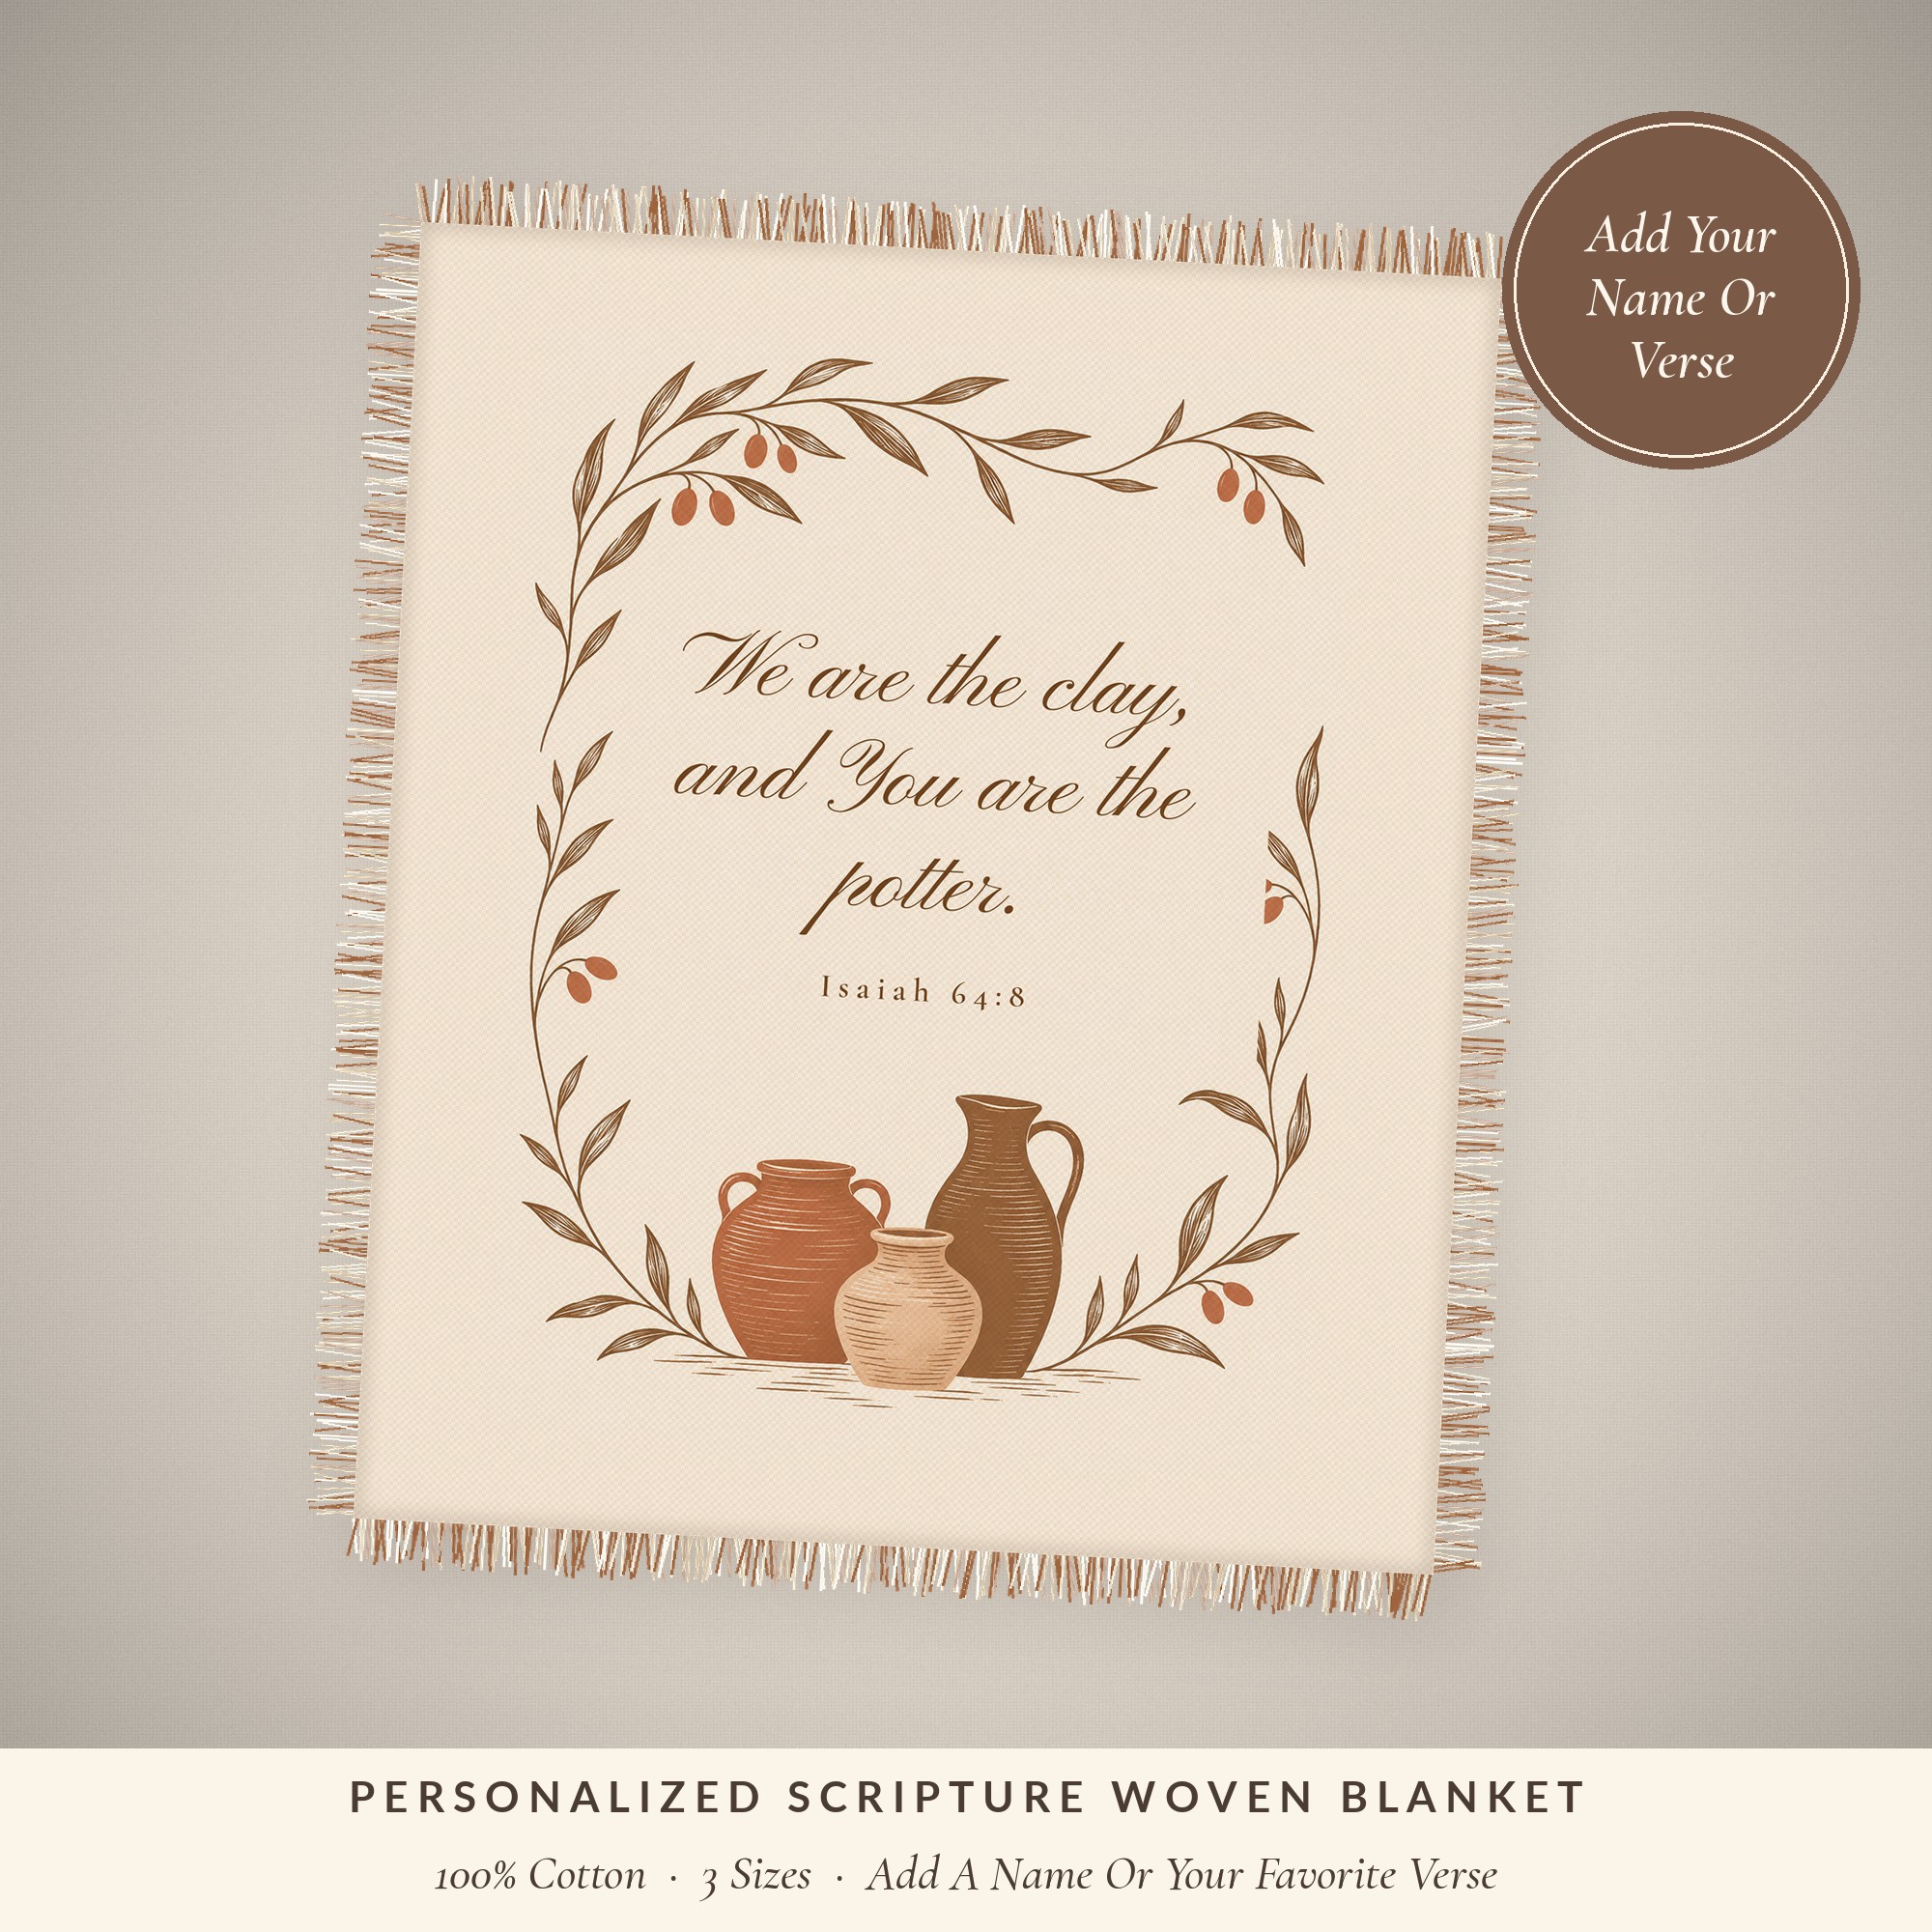 Add Your
Name Or
Verse
We are the clay,
and You are the
potter.
Isaiah 64:8
PERSONALIZED SCRIPTURE WOVEN BLANKET
100% Cotton · 3 Sizes · Add A Name Or Your Favorite Verse